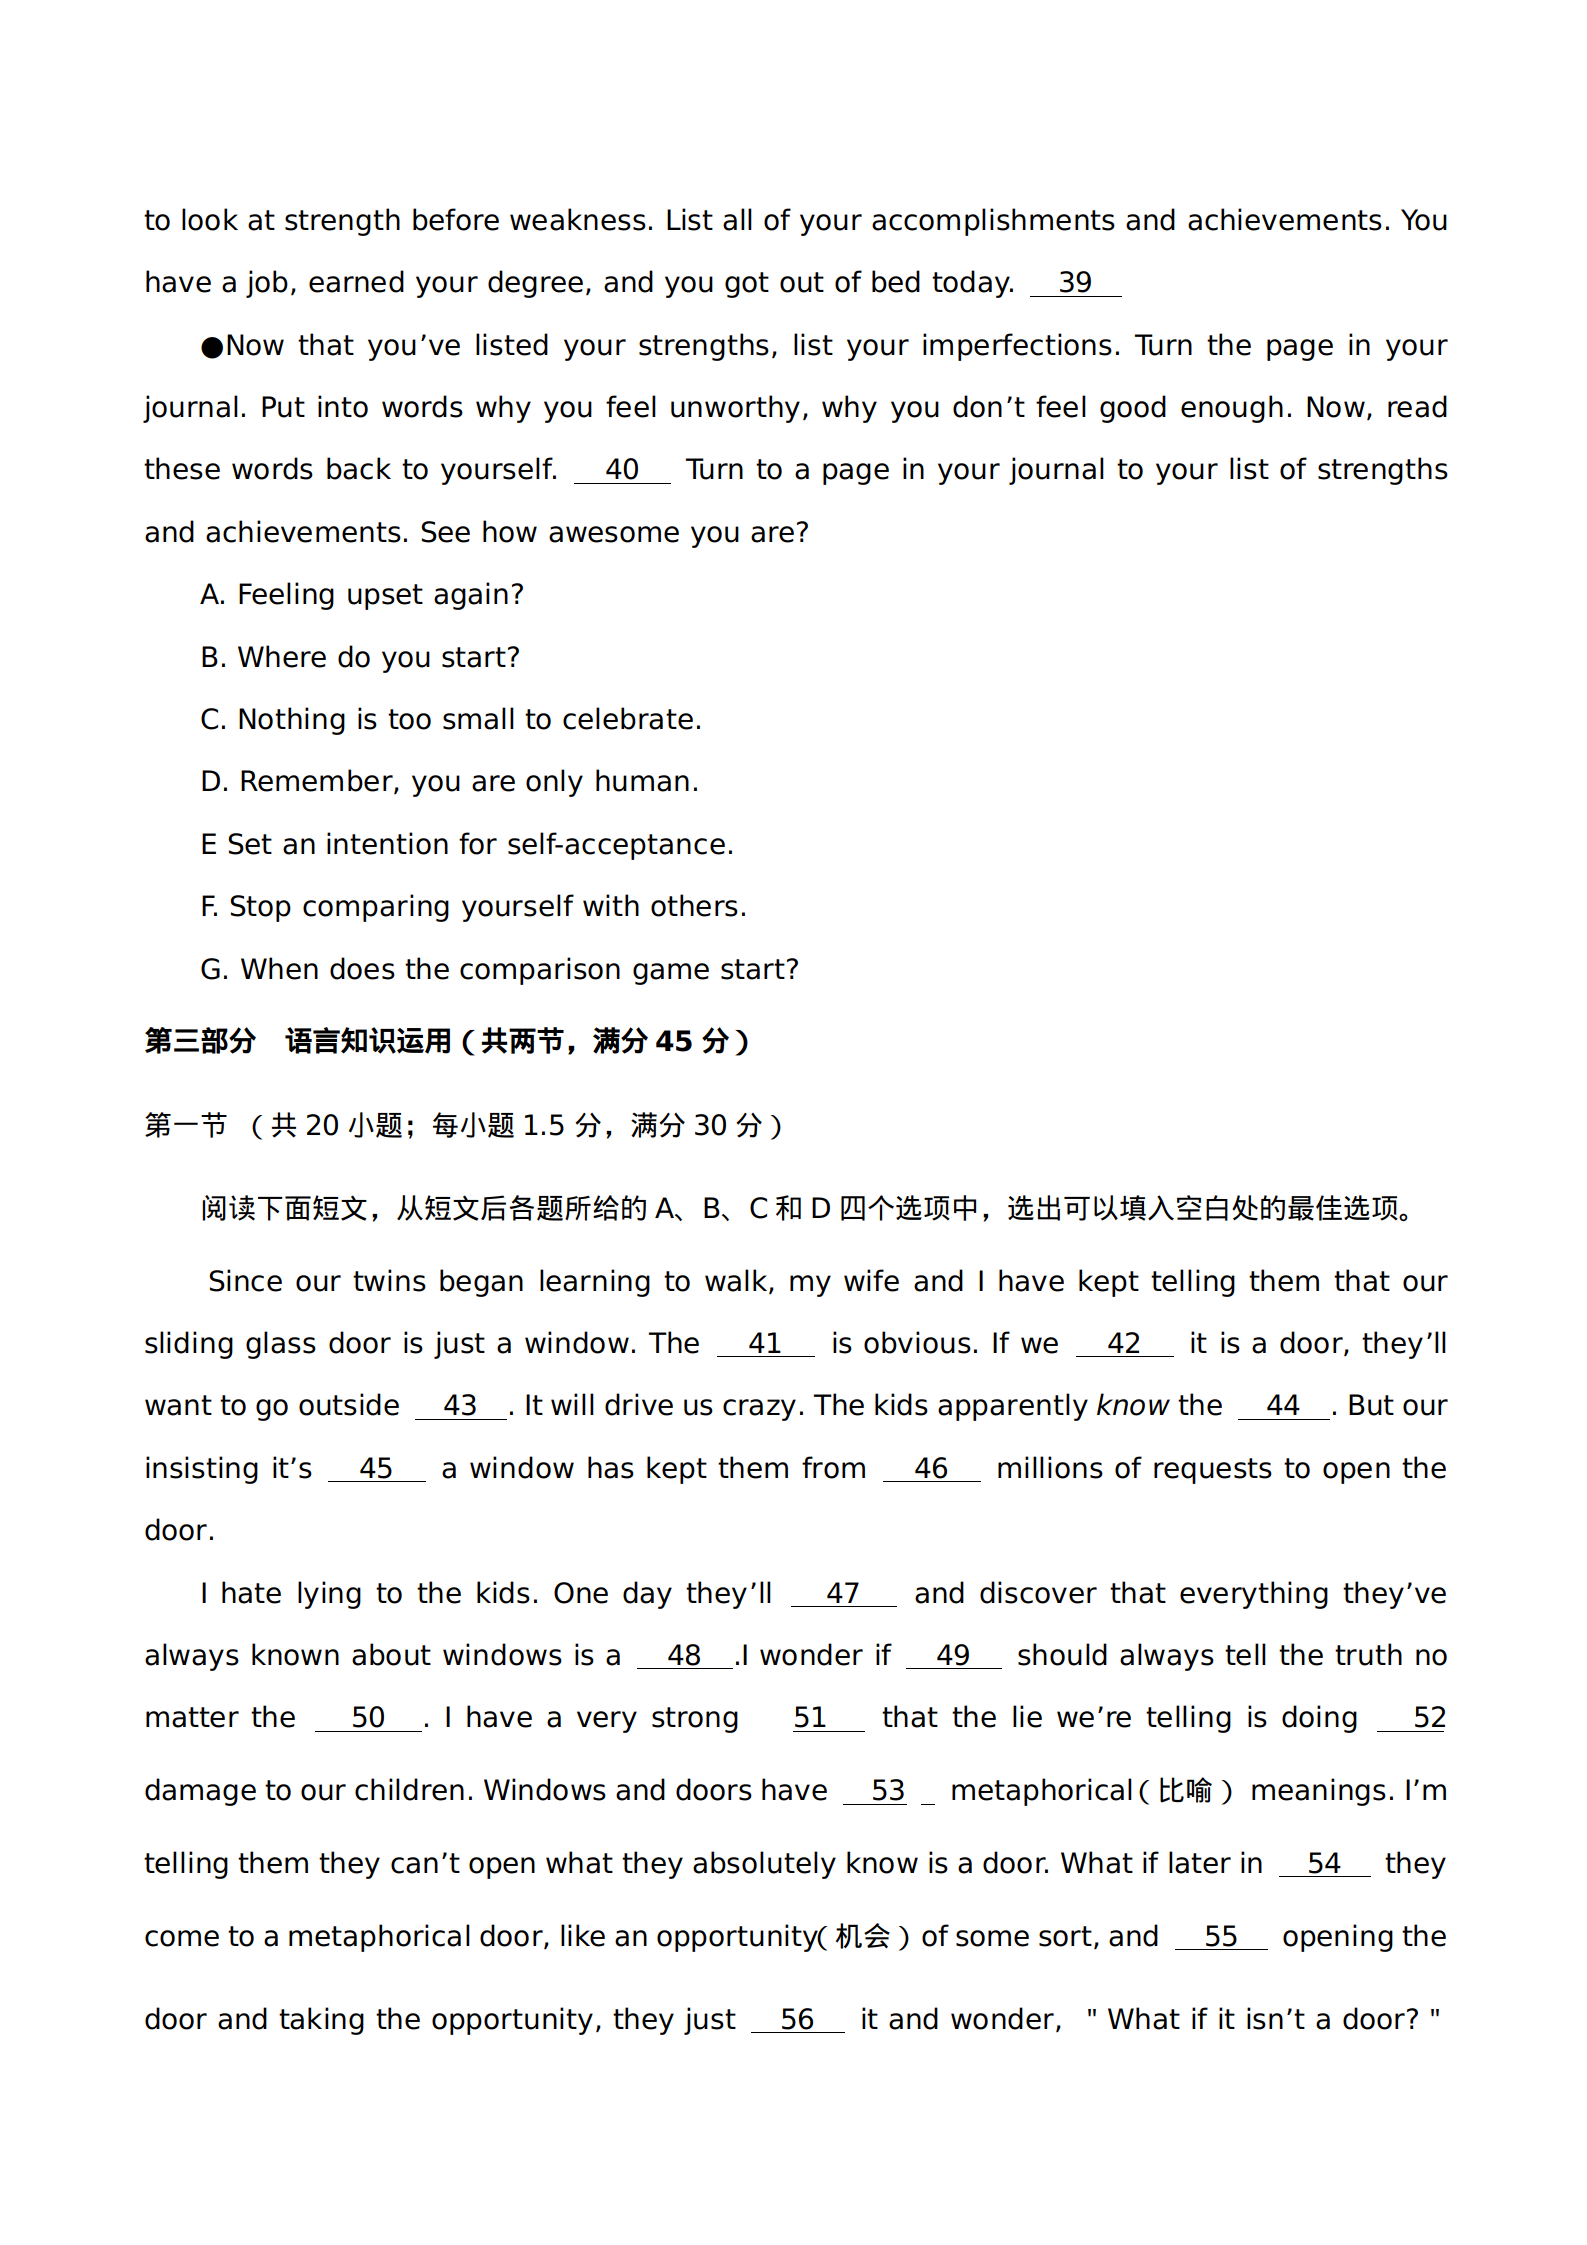 to look at strength before weakness. List all of your accomplishments and achievements. You
have a job, earned your degree, and you got out of bed today. 39
●Now that you’ve listed your strengths, list your imperfections. Turn the page in your
journal. Put into words why you feel unworthy, why you don’t feel good enough. Now, read
these words back to yourself. 40 Turn to a page in your journal to your list of strengths
and achievements. See how awesome you are?
A. Feeling upset again?
B. Where do you start?
C. Nothing is too small to celebrate.
D. Remember, you are only human.
E Set an intention for self-acceptance.
F. Stop comparing yourself with others.
G. When does the comparison game start?
第三部分 语言知识运用（共两节，满分 45 分）
第一节 （共 20 小题；每小题 1.5 分，满分 30 分）
阅读下面短文，从短文后各题所给的 A、B、C 和 D 四个选项中，选出可以填入空白处的最佳选项。
Since our twins began learning to walk, my wife and I have kept telling them that our
sliding glass door is just a window. The 41 is obvious. If we 42 it is a door, they’ll
want to go outside 43 . It will drive us crazy. The kids apparently know the 44 . But our
insisting it’s 45 a window has kept them from 46 millions of requests to open the
door.
I hate lying to the kids. One day they’ll 47 and discover that everything they’ve
always known about windows is a 48 .I wonder if 49 should always tell the truth no
matter the 50 . I have a very strong 51 that the lie we’re telling is doing 52
damage to our children. Windows and doors have 53 metaphorical（比喻）meanings. I’m
telling them they can’t open what they absolutely know is a door. What if later in 54 they
come to a metaphorical door, like an opportunity（机会）of some sort, and 55 opening the
door and taking the opportunity, they just 56 it and wonder, " What if it isn’t a door? "